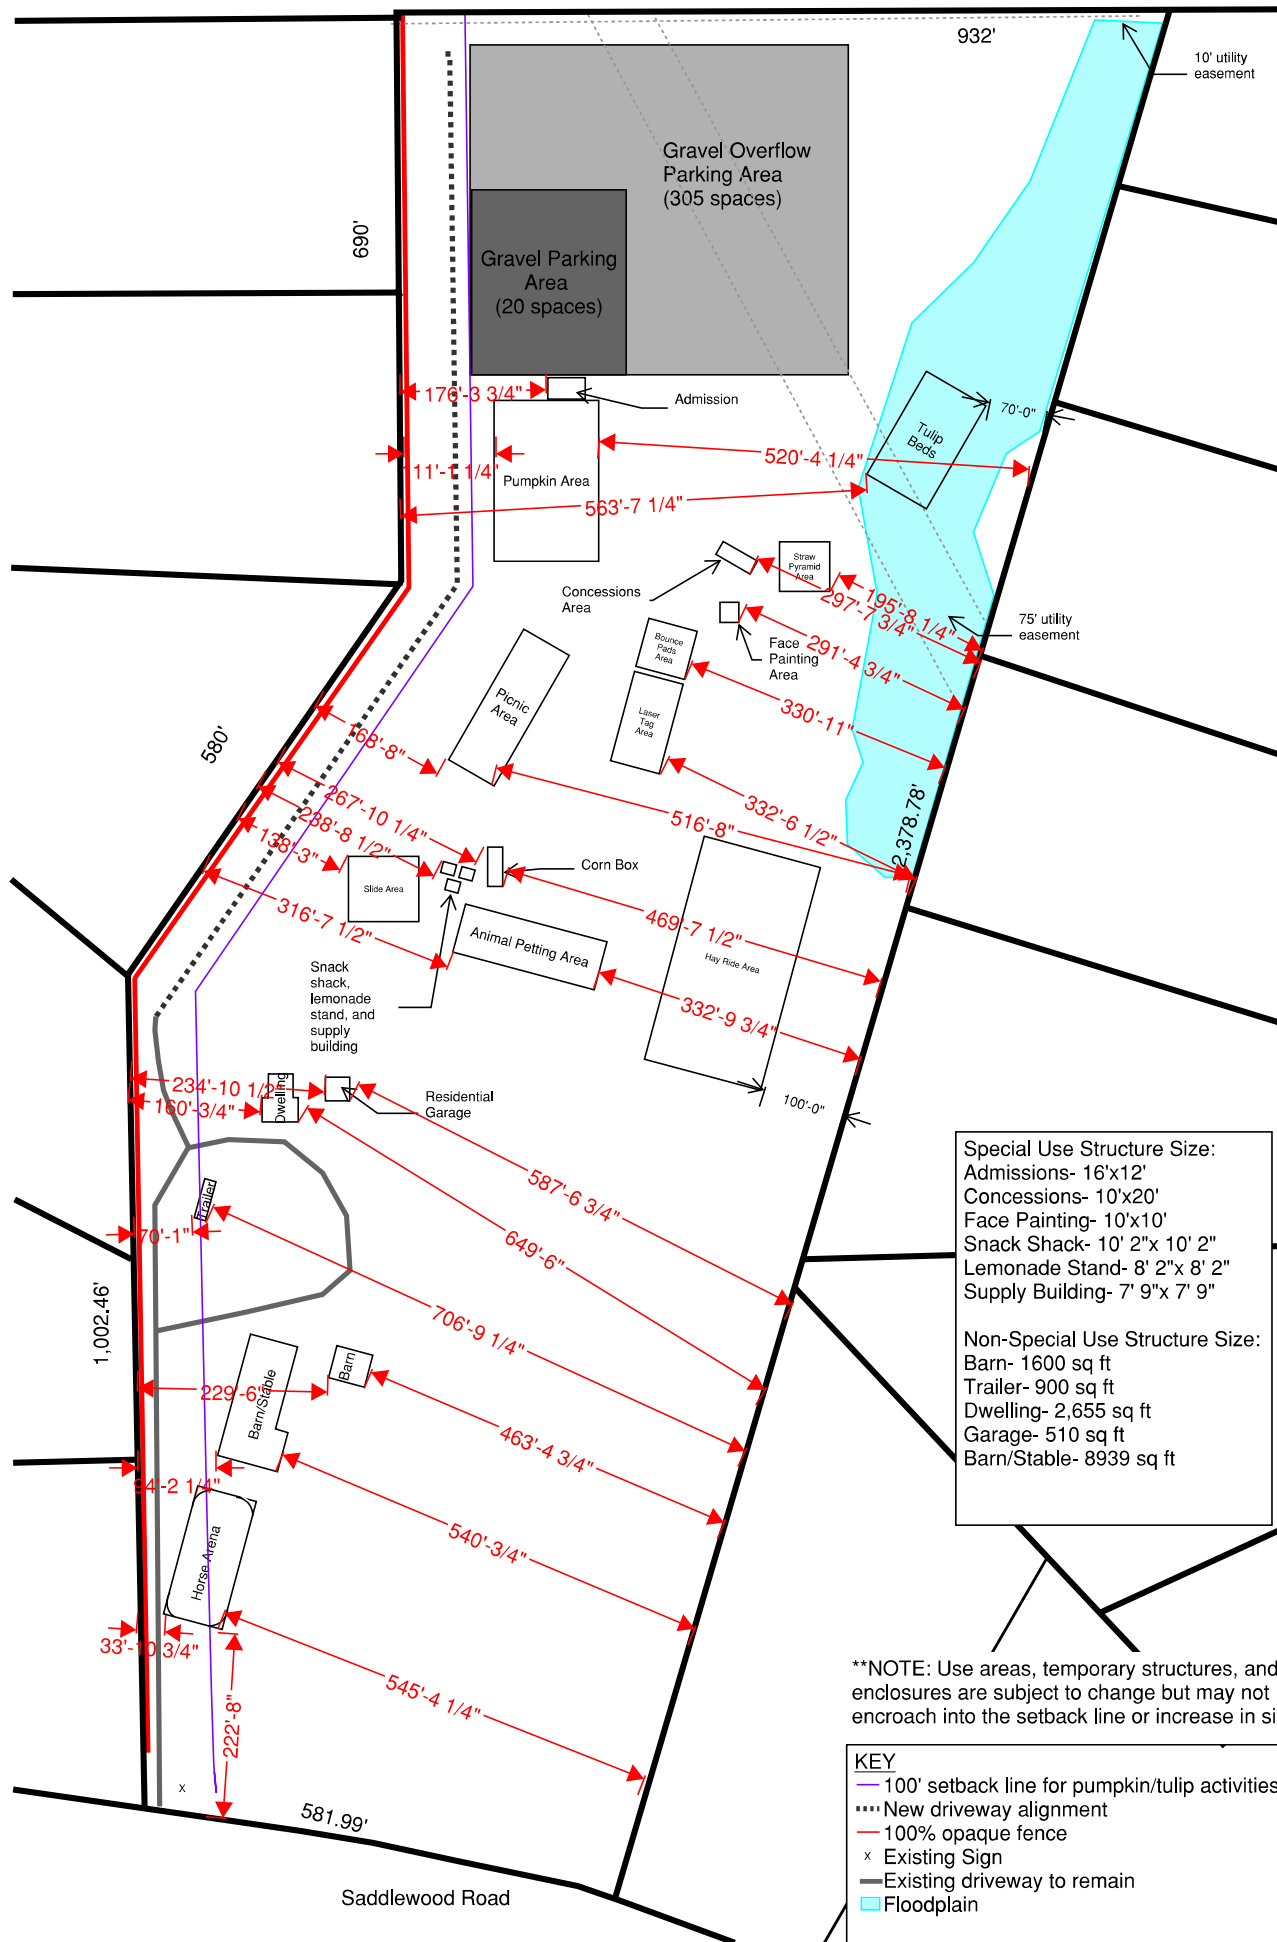 932'
10' utility
easement
Gravel Overflow
Parking Area
(305 spaces)
690'
Gravel Parking
Area
(20 spaces)
176'-3 3/4"
Admission
70'-0"
Tulip
Beds
520'-4 1/4"
11'-1 1/4"
Pumpkin Area
563'-7 1/4"
Straw
Pyramid
Area
Concessions
Area
195'-8 1/4"
297'-7 3/4"
75' utility
easement
Bounce
Pads
Area
Face
Painting
Area
291'-4 3/4"
Picnic
Area
Laser
Tag
Area
330'-11"
580'
168'-8"
267'-10 1/4"
332'-6 1/2"
516'-8"
2,378.78'
238'-8 1/2"
138'-3"
Corn Box
Slide Area
316'-7 1/2"
469'-7 1/2"
Animal Petting Area
Hay Ride Area
Snack
shack,
lemonade
stand, and
supply
building
332'-9 3/4"
234'-10 1/2"
Dwelling
160'-3/4"
Residential
Garage
100'-0"
587'-6 3/4"
Trailer
70'-1"
649'-6"
Special Use Structure Size:
Admissions- 16'x12'
Concessions- 10'x20'
Face Painting- 10'x10'
Snack Shack- 10' 2"x 10' 2"
Lemonade Stand- 8' 2"x 8' 2"
Supply Building- 7' 9"x 7' 9"
Non-Special Use Structure Size:
Barn- 1600 sq ft
Trailer- 900 sq ft
Dwelling- 2,655 sq ft
Garage- 510 sq ft
Barn/Stable- 8939 sq ft
1,002.46'
706'-9 1/4"
Barn
229'-6"
Barn/Stable
463'-4 3/4"
94'-2 1/4"
540'-3/4"
Horse Arena
33'-10 3/4"
545'-4 1/4"
222'-8"
**NOTE: Use areas, temporary structures, and
enclosures are subject to change but may not
encroach into the setback line or increase in
x
581.99'
Saddlewood Road
KEY
100' setback line for pumpkin/tulip activities
New driveway alignment
100% opaque fence
x Existing Sign
Existing driveway to remain
Floodplain